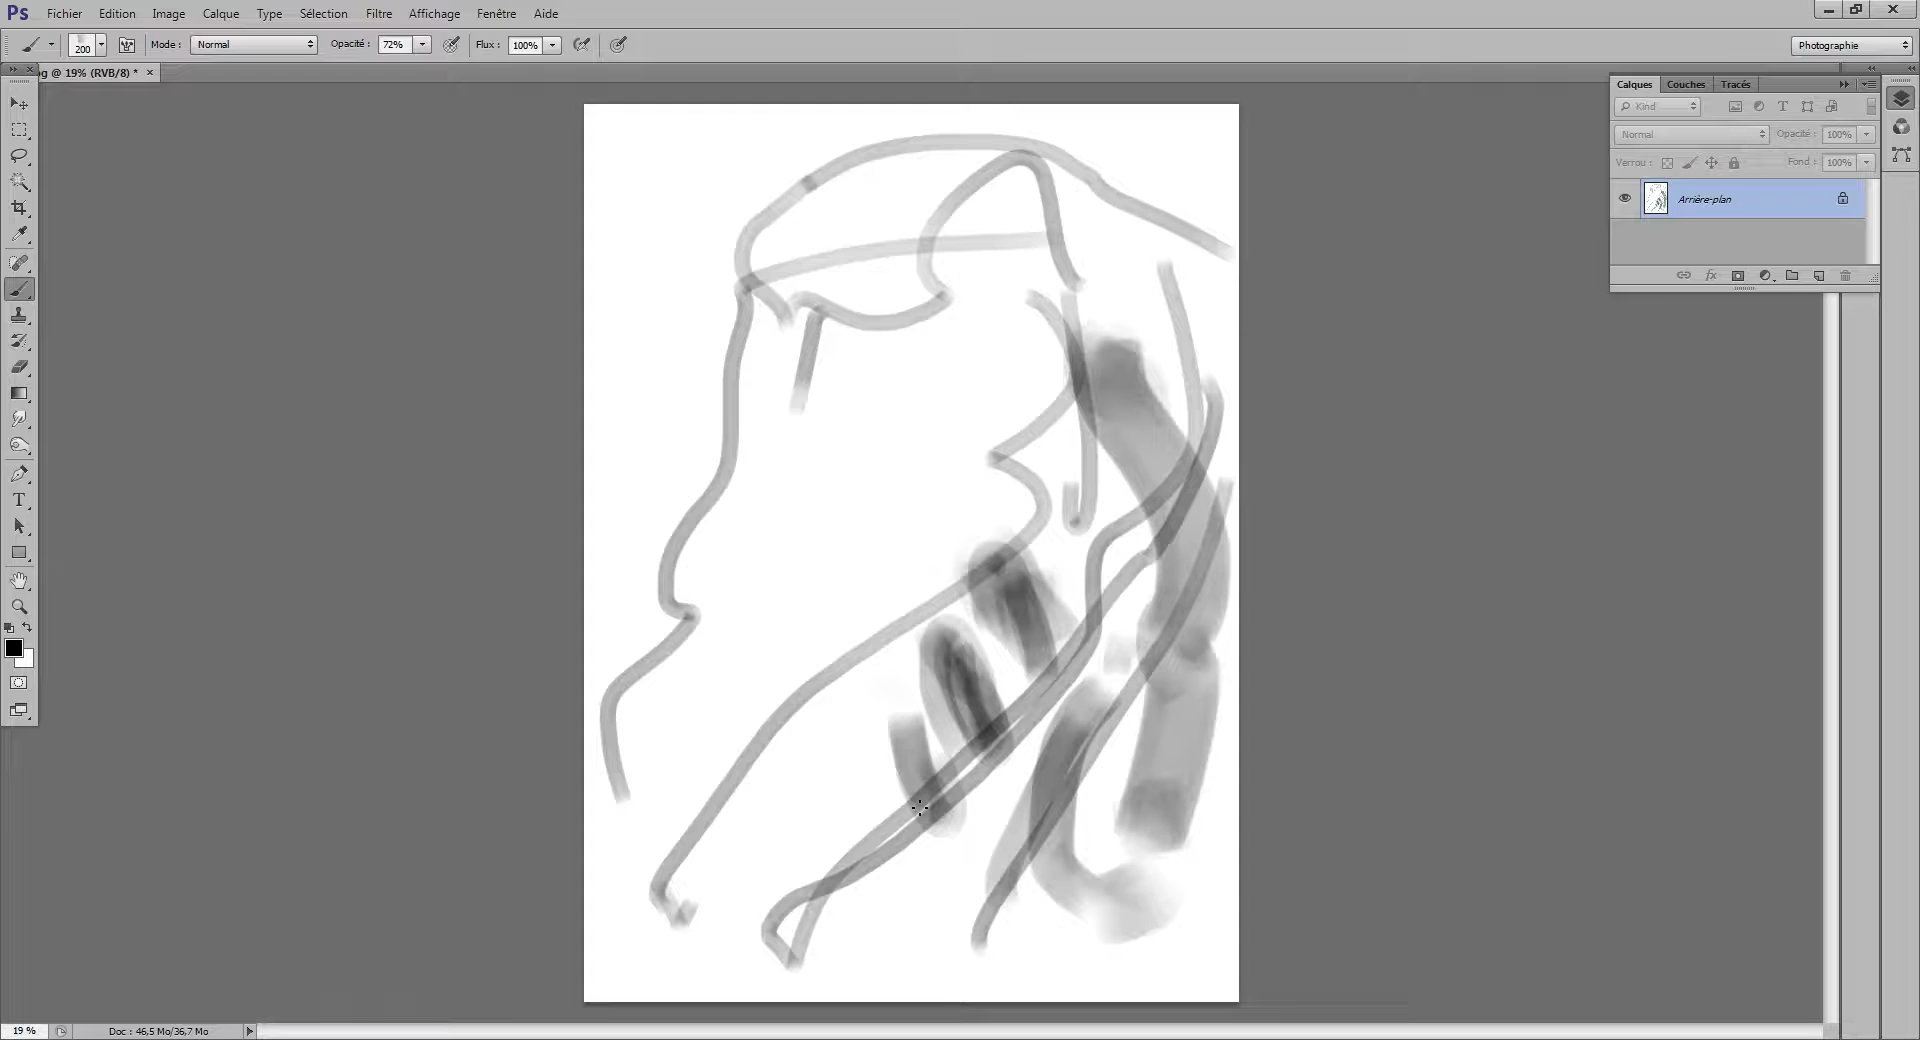 Ps Fichier Edition Image Calque Type Sélection Filtre Affichage Fenêtre Aide
200 Mode : Normal Opacité : 72% Flux : 100% Photographie
og @ 19% (RVB/8) * ×
Calques Couches Tracés
Kind
Normal Opacité : 100%
Verrou : Fond : 100%
Arrière-plan
fx
T
19 % Doc : 46,5 Mo/36,7 Mo